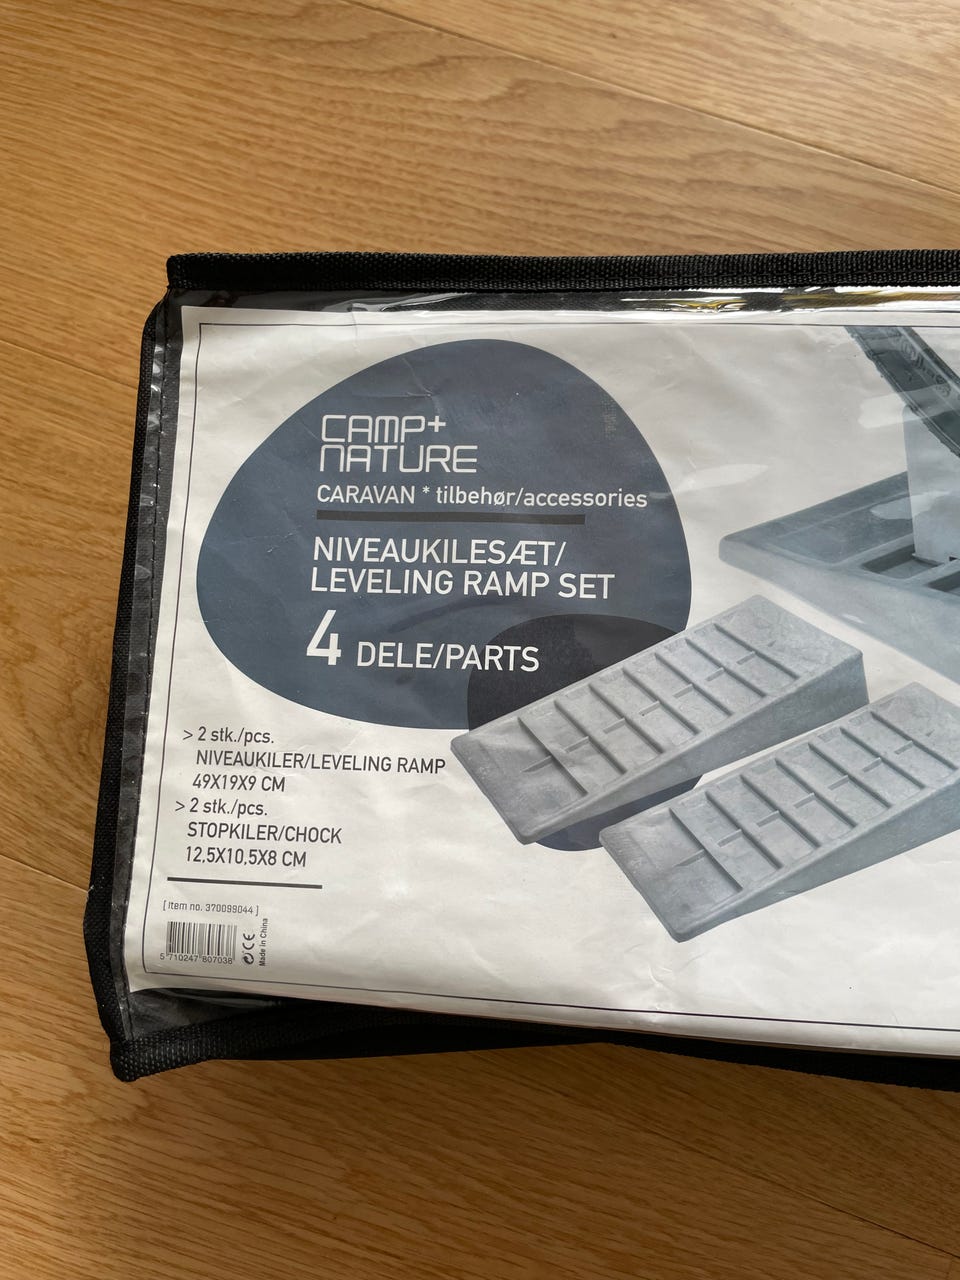 CAMP+
NATURE
CARAVAN * tilbehør/accessories
NIVEAUKILESÆT/
LEVELING RAMP SET
4 DELE/PARTS
> 2 stk./pcs.
NIVEAUKILER/LEVELING RAMP
49X19X9 CM
> 2 stk./pcs.
STOPKILER/CHOCK
12,5X10,5X8 CM
[ Item no. 370099044 ]
5 710247 807038
CE
Made in China